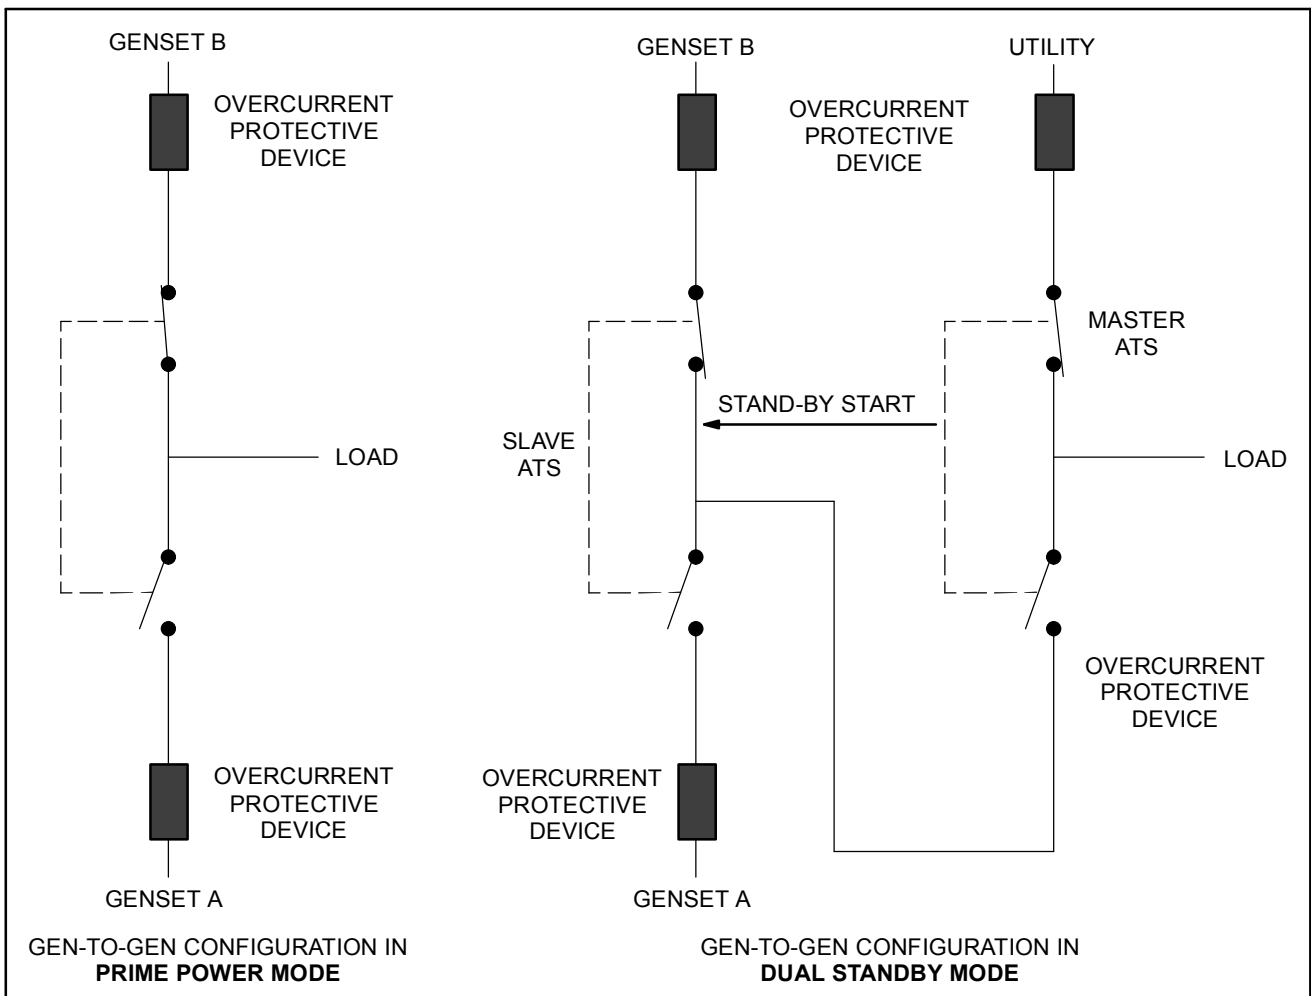 GENSET B
OVERCURRENT
PROTECTIVE
DEVICE
LOAD
OVERCURRENT
PROTECTIVE
DEVICE
GENSET A
GEN-TO-GEN CONFIGURATION IN
PRIME POWER MODE
GENSET B
UTILITY
OVERCURRENT
PROTECTIVE
DEVICE
MASTER
ATS
STAND-BY START
SLAVE
ATS
LOAD
OVERCURRENT
PROTECTIVE
DEVICE
OVERCURRENT
PROTECTIVE
DEVICE
GENSET A
GEN-TO-GEN CONFIGURATION IN
DUAL STANDBY MODE